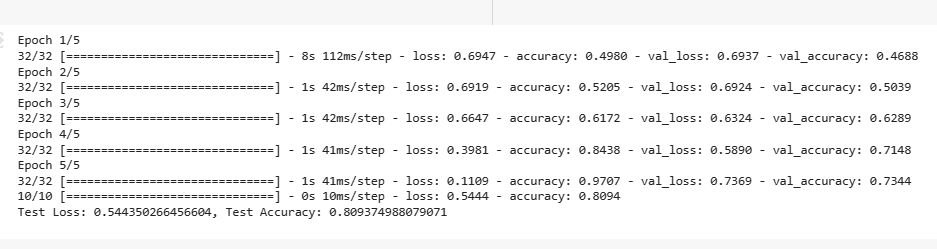 Epoch 1/5
32/32 [==============================] - 8s 112ms/step - loss: 0.6947 - accuracy: 0.4980 - val_loss: 0.6937 - val_accuracy: 0.4688
Epoch 2/5
32/32 [==============================] - 1s 42ms/step - loss: 0.6919 - accuracy: 0.5205 - val_loss: 0.6924 - val_accuracy: 0.5039
Epoch 3/5
32/32 [==============================] - 1s 42ms/step - loss: 0.6647 - accuracy: 0.6172 - val_loss: 0.6324 - val_accuracy: 0.6289
Epoch 4/5
32/32 [==============================] - 1s 41ms/step - loss: 0.3981 - accuracy: 0.8438 - val_loss: 0.5890 - val_accuracy: 0.7148
Epoch 5/5
32/32 [==============================] - 1s 41ms/step - loss: 0.1109 - accuracy: 0.9707 - val_loss: 0.7369 - val_accuracy: 0.7344
10/10 [==============================] - 0s 10ms/step - loss: 0.5444 - accuracy: 0.8094
Test Loss: 0.544350266456604, Test Accuracy: 0.809374988079071